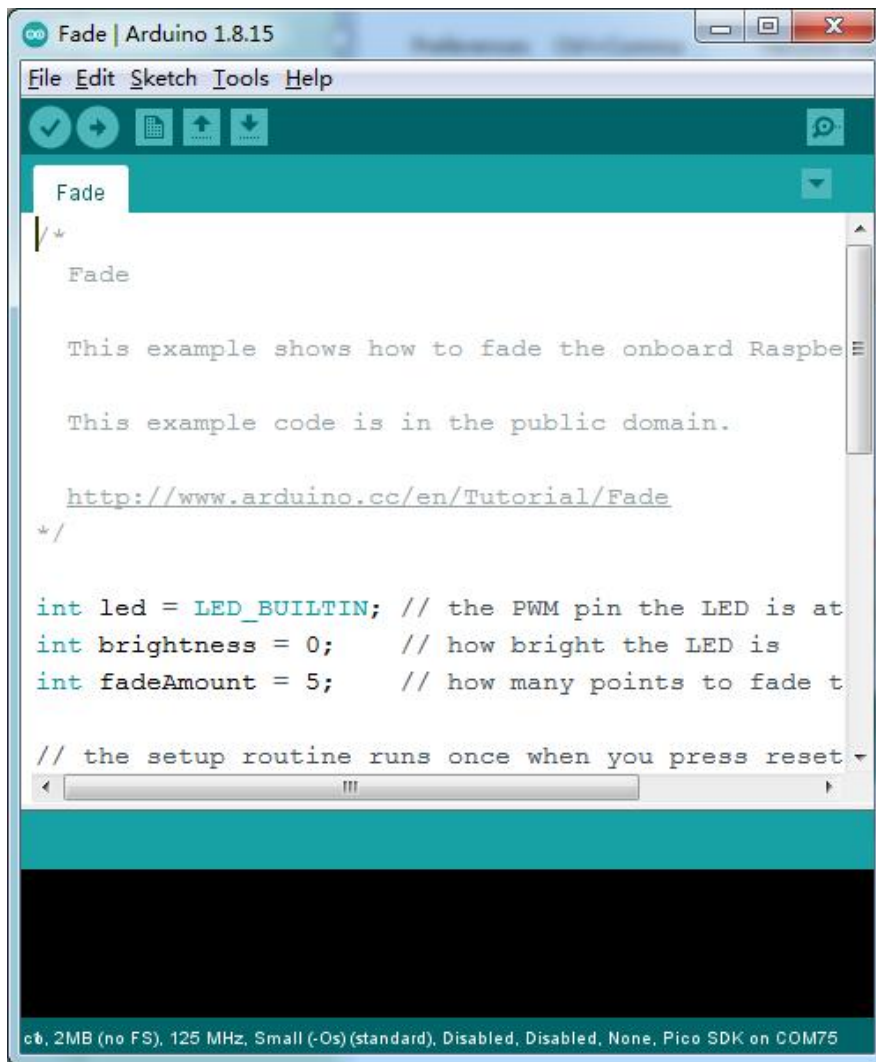 Fade | Arduino 1.8.15
File Edit Sketch Tools Help
Fade
/*
Fade
This example shows how to fade the onboard Raspbe
This example code is in the public domain.
http://www.arduino.cc/en/Tutorial/Fade
*/
int led = LED_BUILTIN; // the PWM pin the LED is at
int brightness = 0; // how bright the LED is
int fadeAmount = 5; // how many points to fade t
// the setup routine runs once when you press reset
2MB (no FS), 125 MHz, Small (-Os) (standard), Disabled, Disabled, None, Pico SDK on COM75